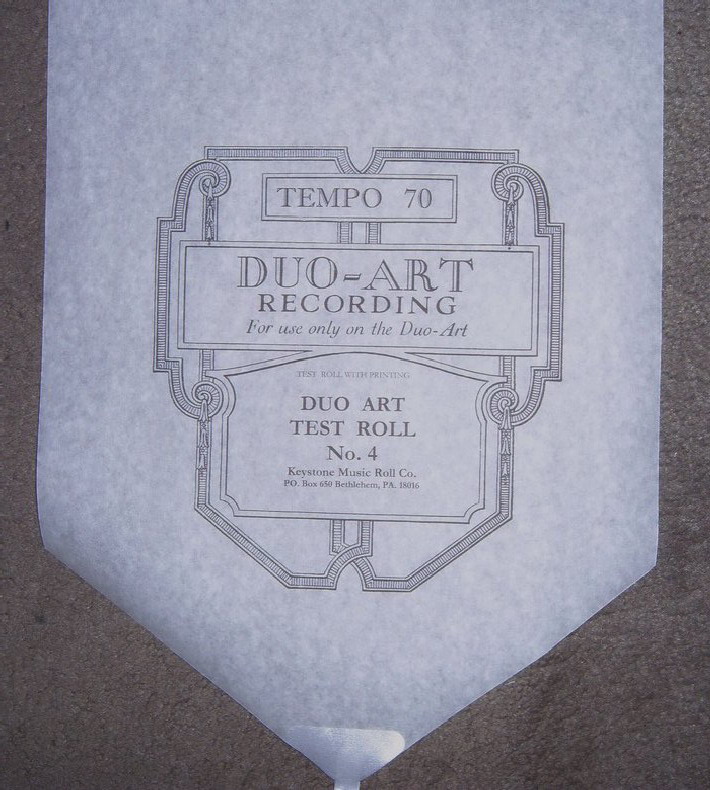 TEMPO 70
DUO-ART
RECORDING
For use only on the Duo-Art
TEST ROLL WITH PRINTING
DUO ART
TEST ROLL
No. 4
Keystone Music Roll Co.
P.O. Box 650 Bethlehem, PA. 18016